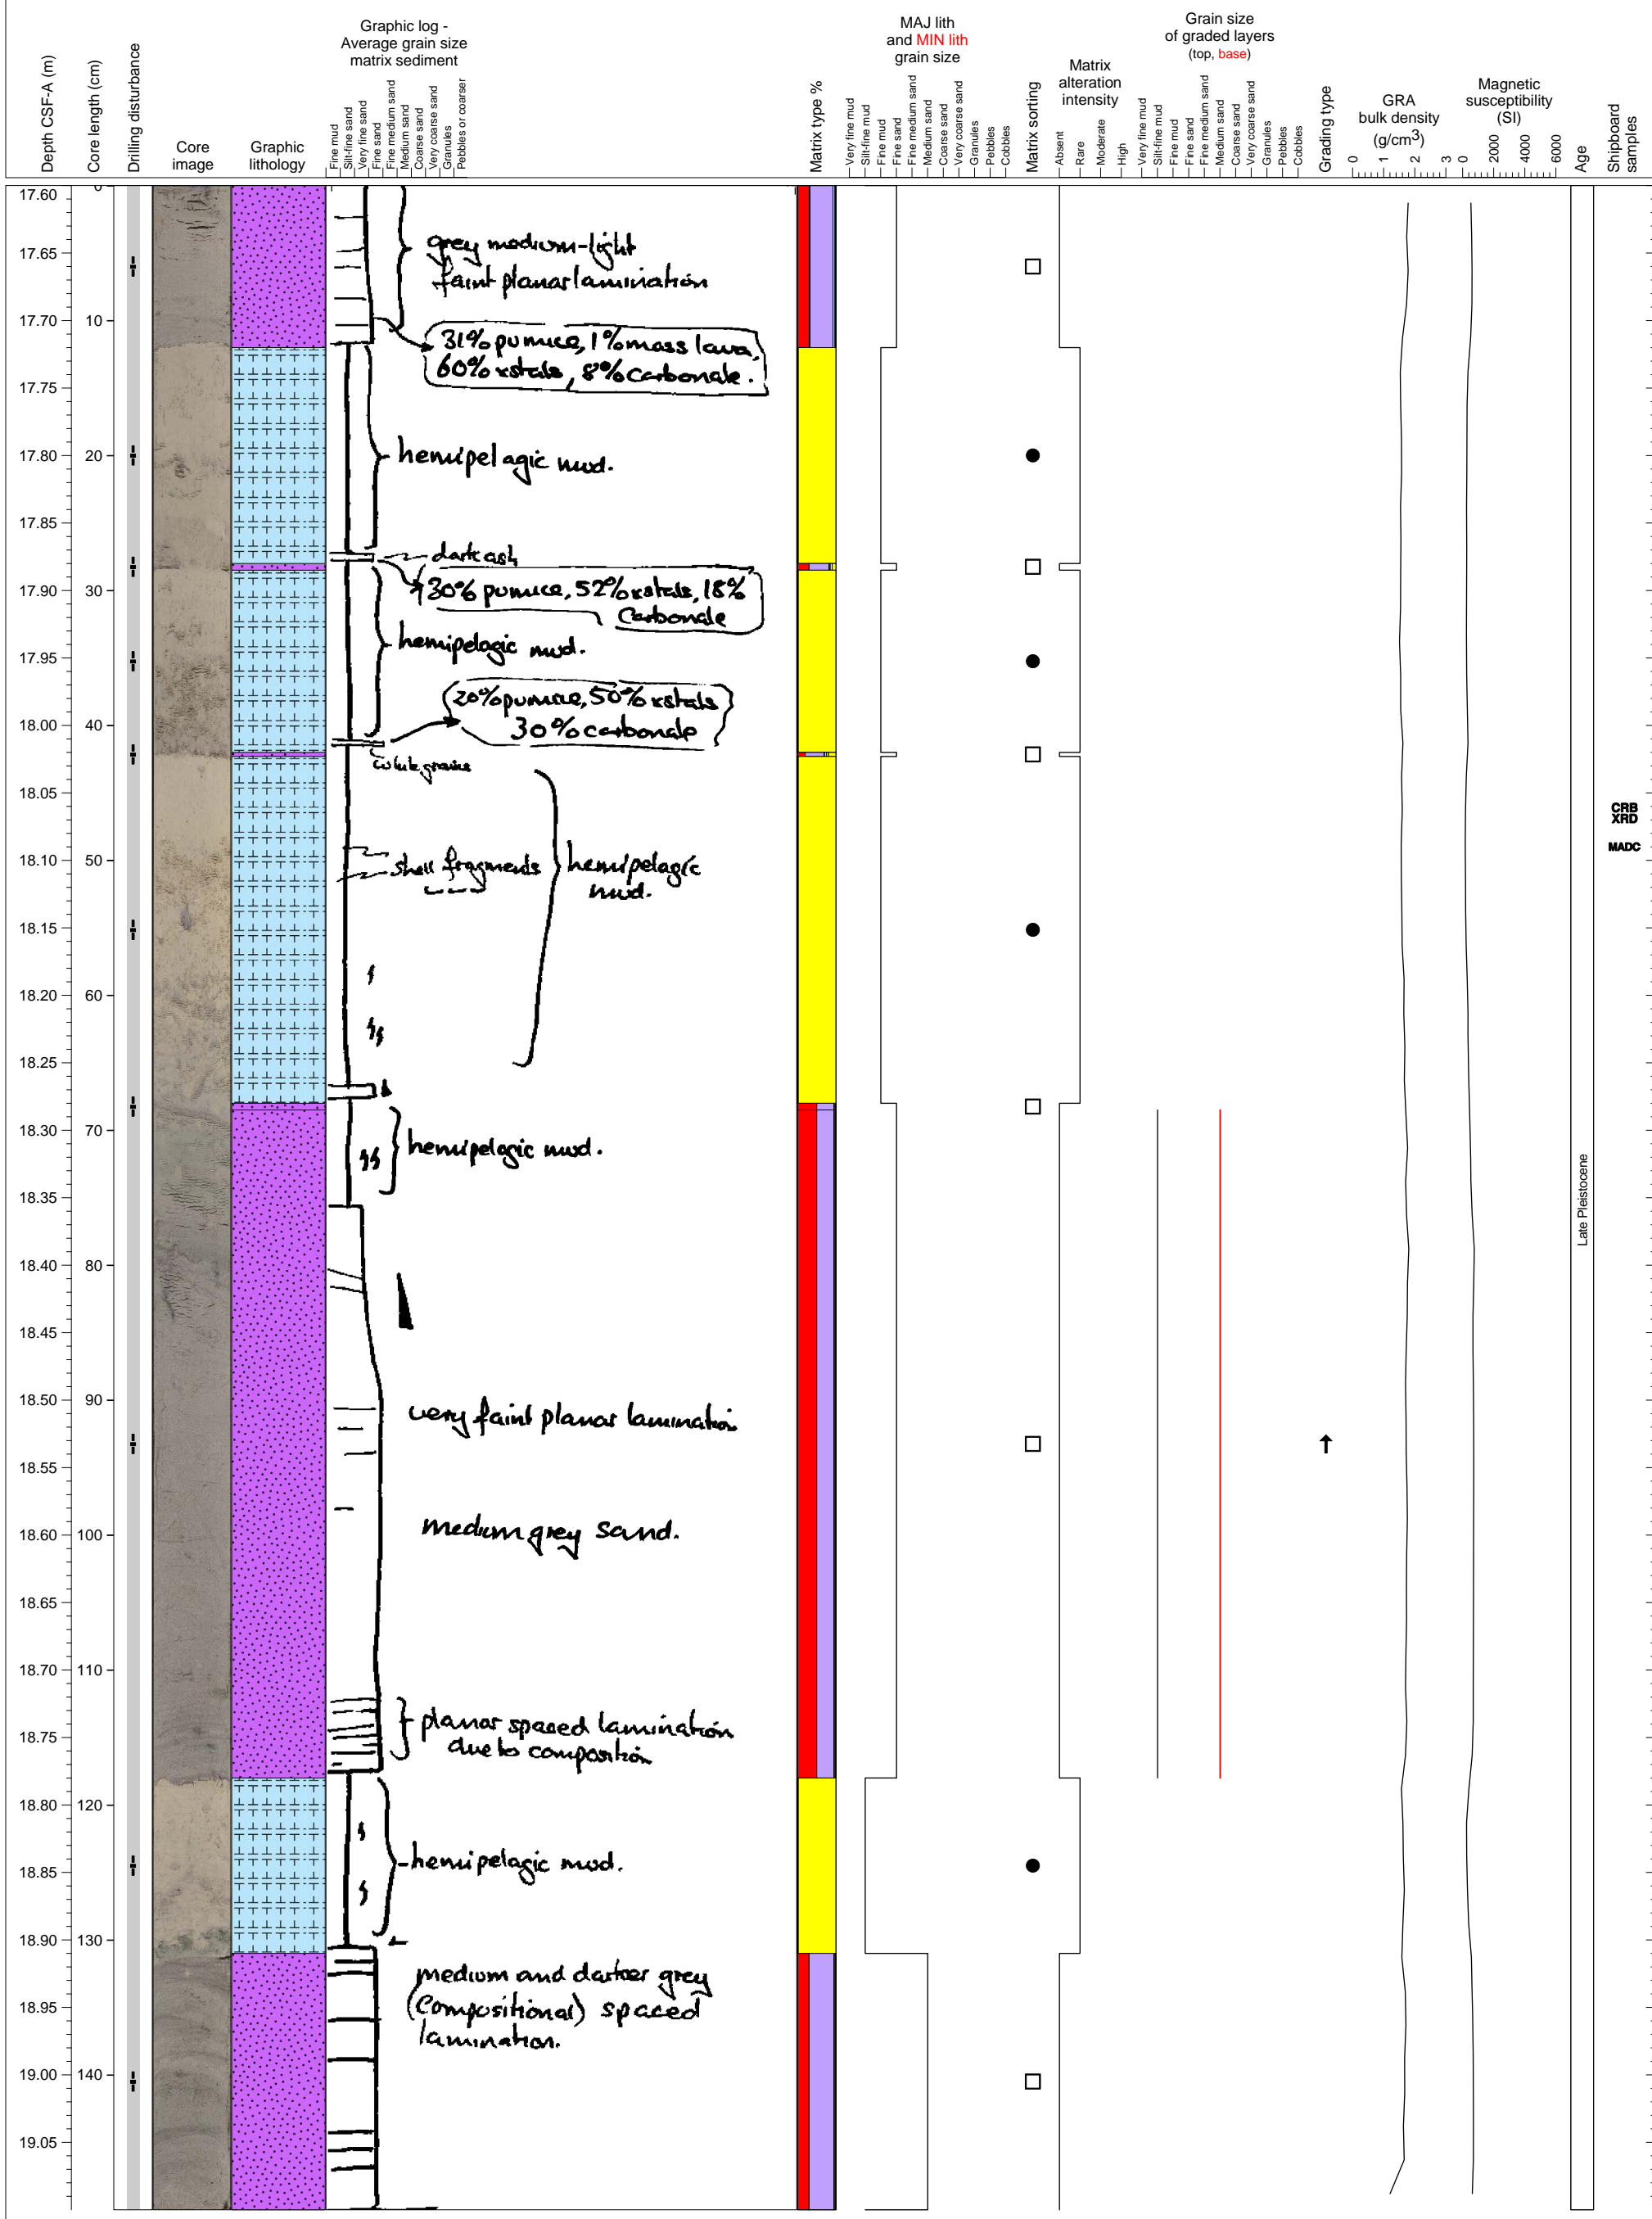 Depth CSF-A (m)
Core length (cm)
Drilling disturbance
Core
image
Graphic
lithology
Graphic log -
Average grain size
matrix sediment
Fine mud
Silt-fine sand
Very fine sand
Fine sand
Fine medium sand
Medium sand
Coarse sand
Very coarse sand
Granules
Pebbles or coarser
Matrix type %
MAJ lith
and MIN lith
grain size
Very fine mud
Silt-fine mud
Fine mud
Fine sand
Fine medium sand
Medium sand
Coarse sand
Very coarse sand
Granules
Pebbles
Cobbles
Matrix sorting
Matrix
alteration
intensity
Absent
Rare
Moderate
High
Grain size
of graded layers
(top, base)
Very fine mud
Silt-fine mud
Fine mud
Fine sand
Fine medium sand
Medium sand
Coarse sand
Very coarse sand
Granules
Pebbles
Cobbles
Grading type
GRA
bulk density
(g/cm3)
0 1 2 3
Magnetic
susceptibility
(SI)
0 2000 4000 6000
Age
Shipboard
samples
17.60 0
17.65
17.70 10
17.75
17.80 20
17.85
17.90 30
17.95
18.00 40
18.05
18.10 50
18.15
18.20 60
18.25
18.30 70
18.35
18.40 80
18.45
18.50 90
18.55
18.60 100
18.65
18.70 110
18.75
18.80 120
18.85
18.90 130
18.95
19.00 140
19.05
grey medium-light
faint planar lamination
31% pumice, 1% mass lava,
60% xstals, 8% carbonate.
hemipelagic mud.
dark ash
30% pumice, 52% xstals, 18%
Carbonate
hemipelagic mud.
20% pumice, 50% xstals
30% carbonate
white grains
shell fragments
hemipelagic
mud.
hemipelagic mud.
very faint planar lamination
medium grey sand.
planar spaced lamination
due to composition
hemipelagic mud.
medium and darker grey
(compositional) spaced
lamination.
Late Pleistocene
CRB
XRD
MADC